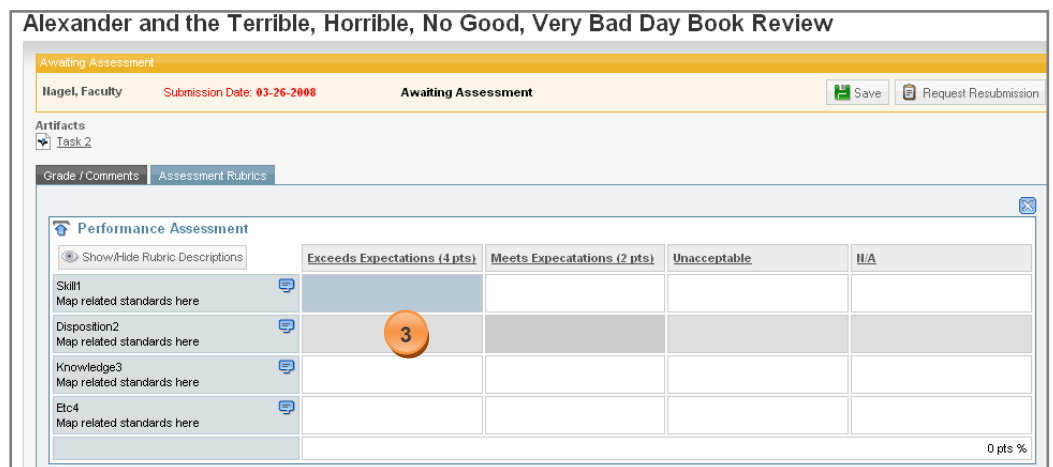 Alexander and the Terrible, Horrible, No Good, Very Bad Day Book Review
Awaiting Assessment
Nagel, Faculty Submission Date: 03-26-2008 Awaiting Assessment Save Request Resubmission
Artifacts
Task 2
Grade / Comments Assessment Rubrics
Performance Assessment
Show/Hide Rubric Descriptions Exceeds Expectations (4 pts) Meets Expecatations (2 pts) Unacceptable N/A
Skill1
Map related standards here
Disposition2
Map related standards here
3
Knowledge3
Map related standards here
Etc4
Map related standards here
0 pts %